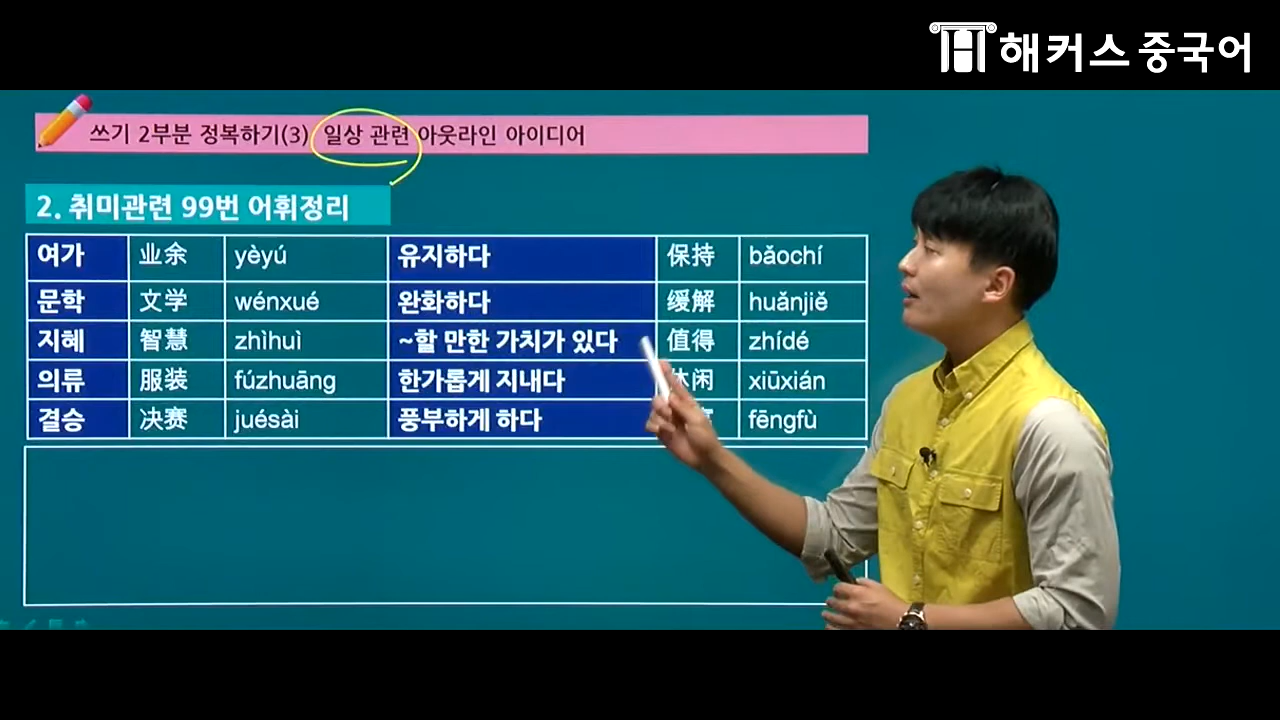 해커스 중국어
쓰기 2부분 정복하기(3) 일상 관련 아웃라인 아이디어
2. 취미관련 99번 어휘정리
여가 业余 yèyú 유지하다 保持 bǎochí
문학 文学 wénxué 완화하다 缓解 huǎnjiě
지혜 智慧 zhìhuì ~할 만한 가치가 있다 值得 zhídé
의류 服装 fúzhuāng 한가롭게 지내다 休闲 xiūxián
결승 决赛 juésài 풍부하게 하다 fēngfù